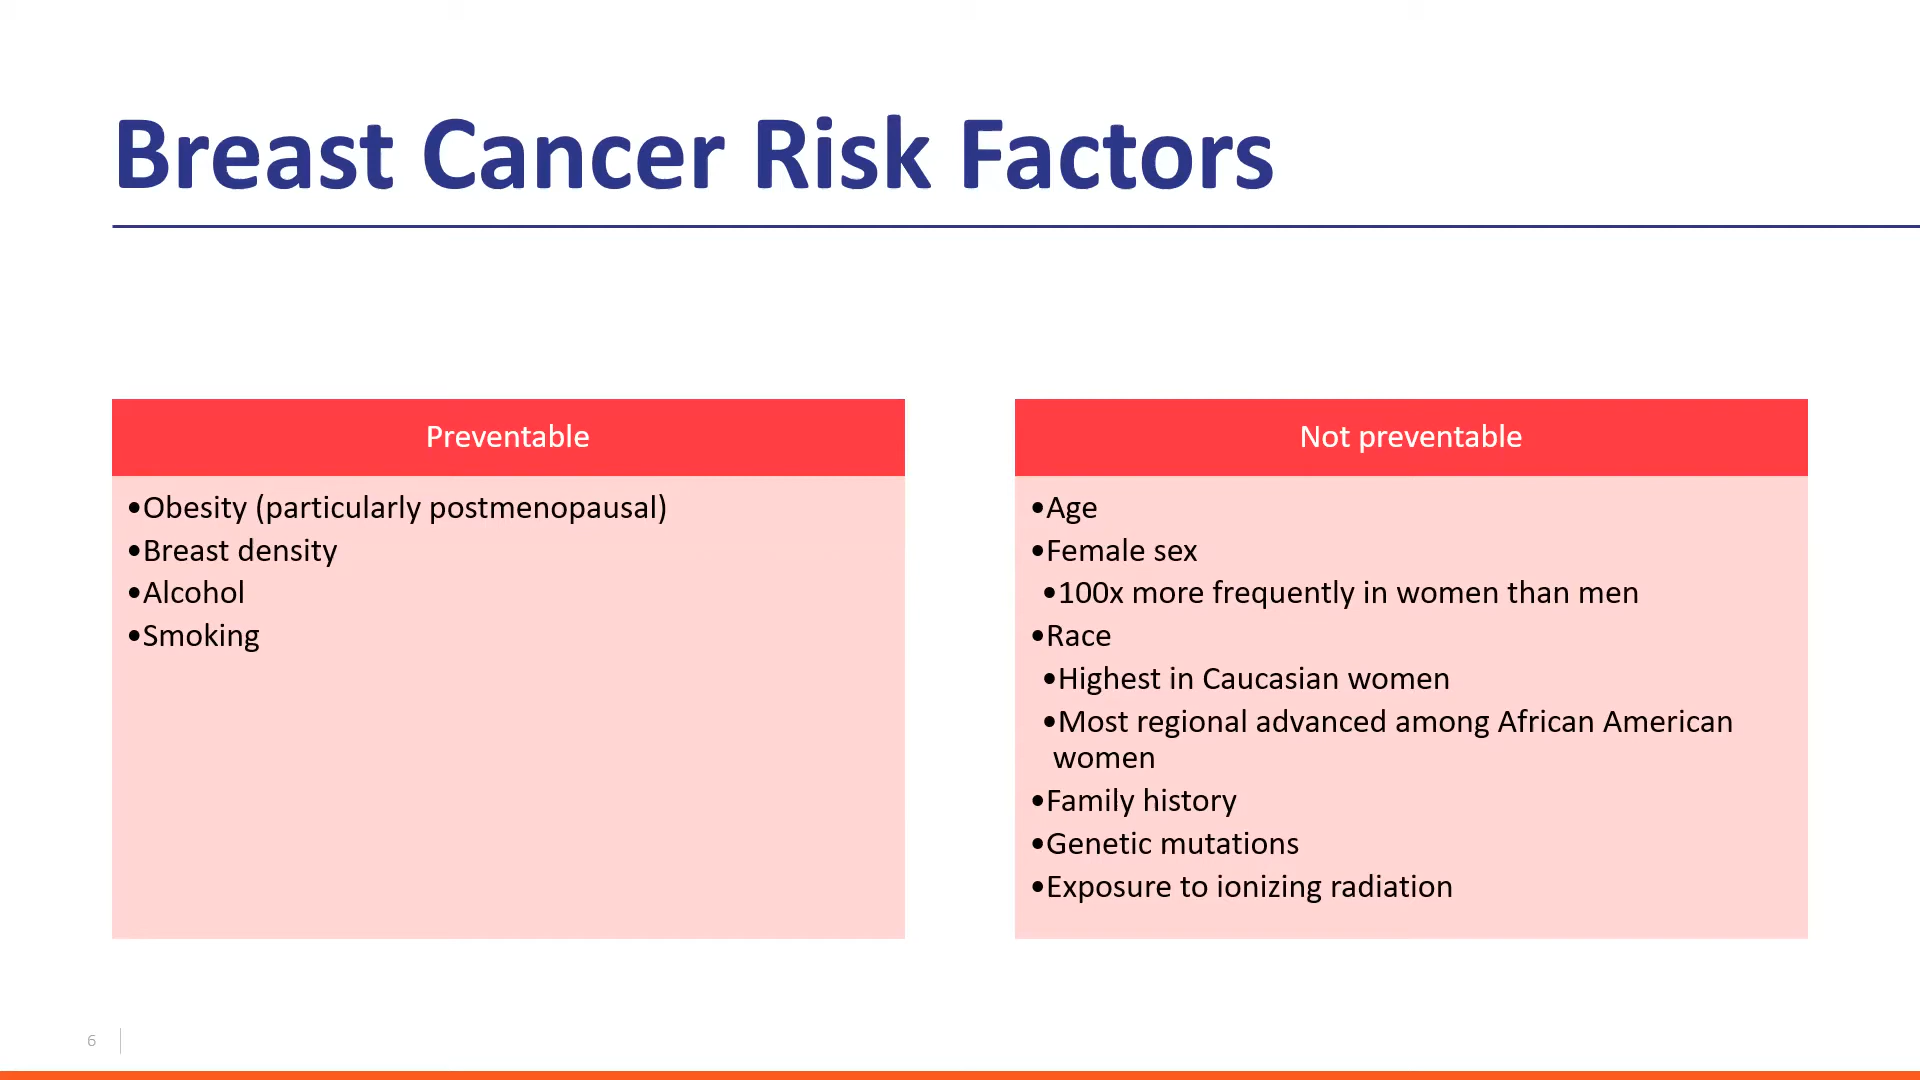 Breast Cancer Risk Factors
Preventable
•Obesity (particularly postmenopausal)
•Breast density
•Alcohol
•Smoking
Not preventable
•Age
•Female sex
•100x more frequently in women than men
•Race
•Highest in Caucasian women
•Most regional advanced among African American
women
•Family history
•Genetic mutations
•Exposure to ionizing radiation
6